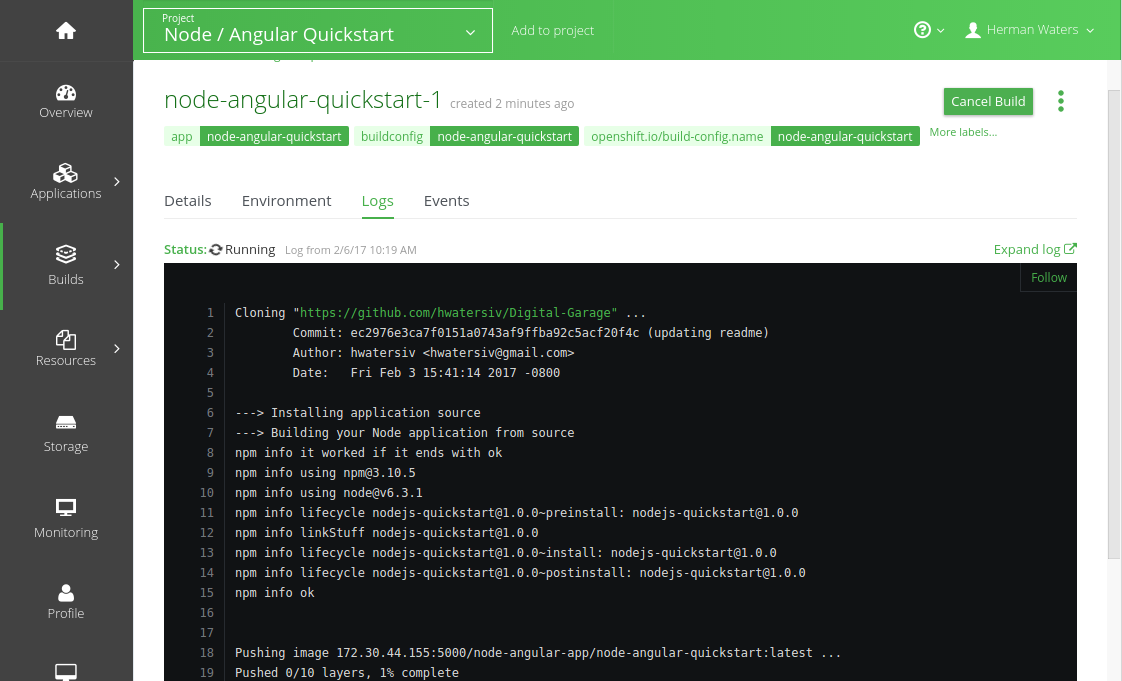 Project
Node / Angular Quickstart
Add to project
Herman Waters
Overview
Applications
Builds
Resources
Storage
Monitoring
Profile
node-angular-quickstart-1 created 2 minutes ago
Cancel Build
app node-angular-quickstart buildconfig node-angular-quickstart openshift.io/build-config.name node-angular-quickstart More labels...
Details Environment Logs Events
Status: Running Log from 2/6/17 10:19 AM Expand log
Follow
1 Cloning "https://github.com/hwatersiv/Digital-Garage" ...
2 Commit: ec2976e3ca7f0151a0743af9ffba92c5acf20f4c (updating readme)
3 Author: hwatersiv <hwatersiv@gmail.com>
4 Date: Fri Feb 3 15:41:14 2017 -0800
5
6 ---> Installing application source
7 ---> Building your Node application from source
8 npm info it worked if it ends with ok
9 npm info using npm@3.10.5
10 npm info using node@v6.3.1
11 npm info lifecycle nodejs-quickstart@1.0.0~preinstall: nodejs-quickstart@1.0.0
12 npm info linkStuff nodejs-quickstart@1.0.0
13 npm info lifecycle nodejs-quickstart@1.0.0~install: nodejs-quickstart@1.0.0
14 npm info lifecycle nodejs-quickstart@1.0.0~postinstall: nodejs-quickstart@1.0.0
15 npm info ok
16
17
18 Pushing image 172.30.44.155:5000/node-angular-app/node-angular-quickstart:latest ...
19 Pushed 0/10 layers, 1% complete